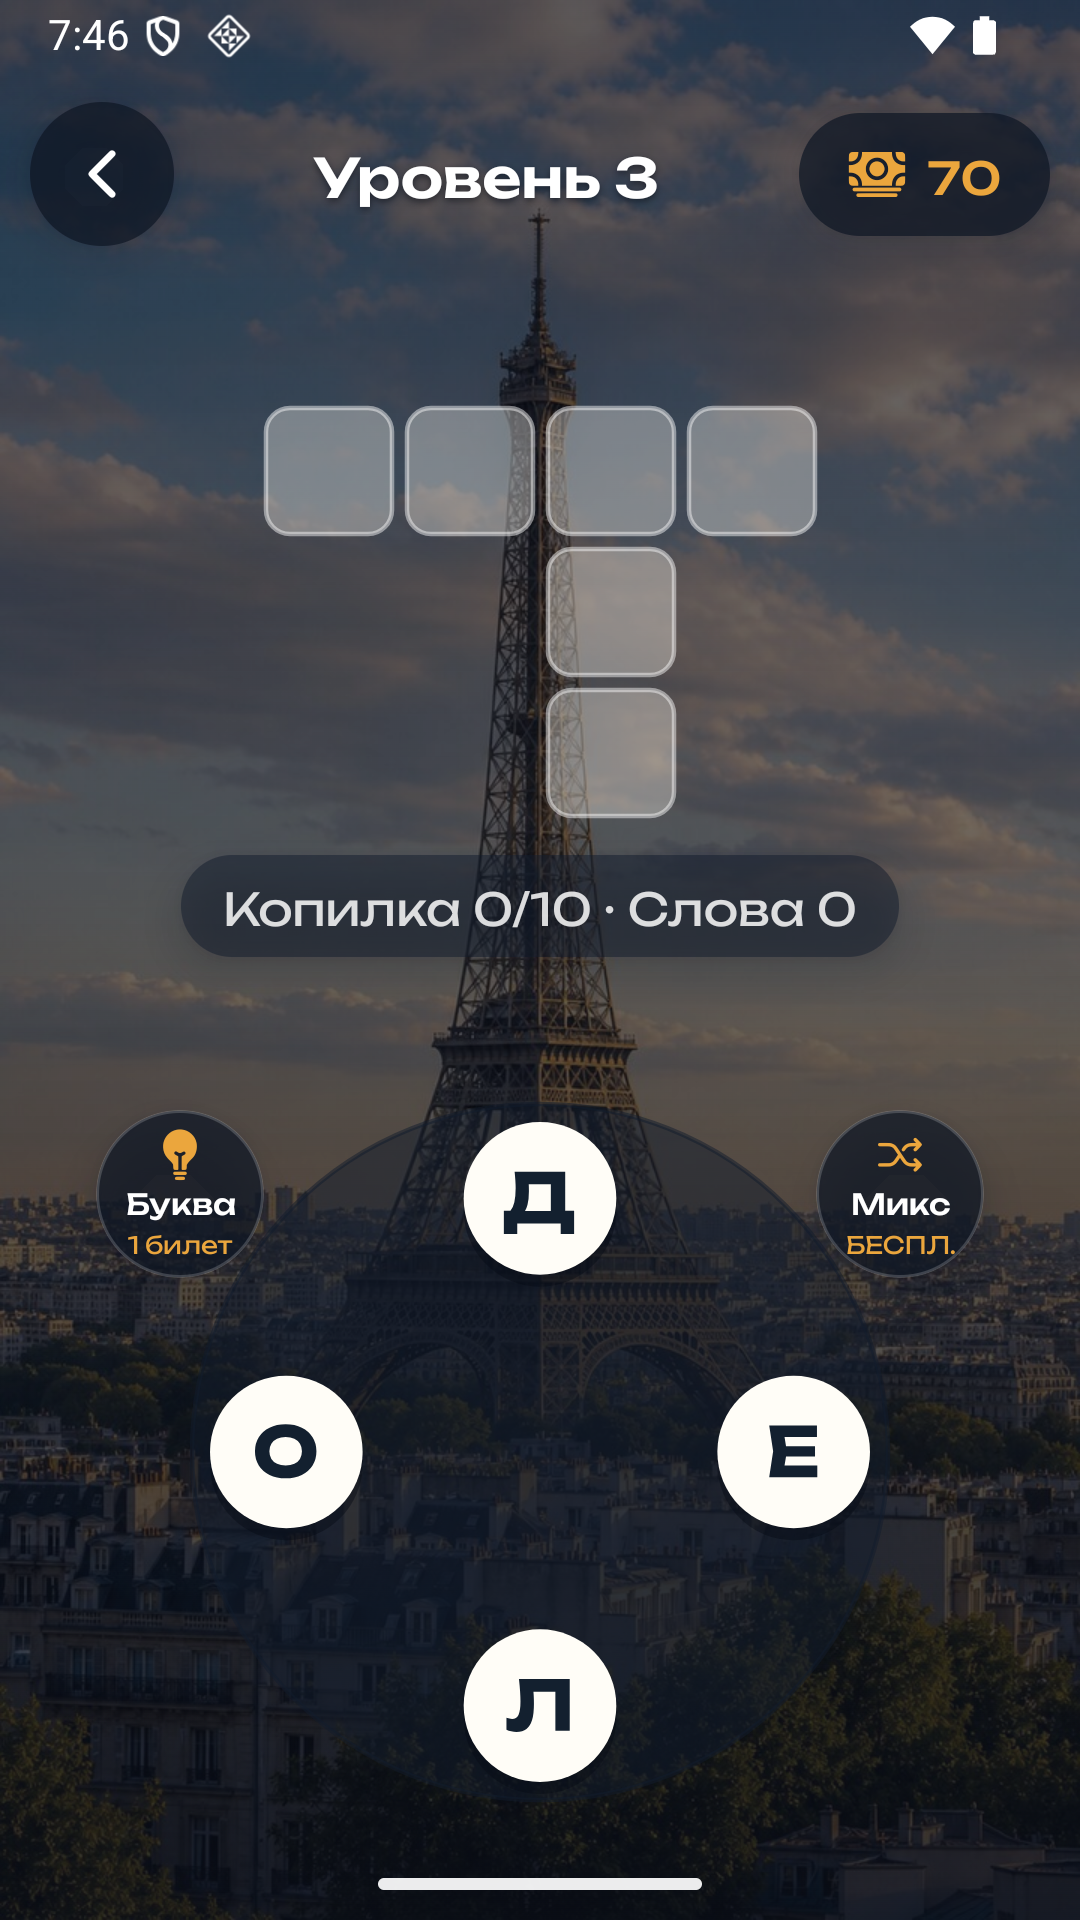 7:46
Уровень 3
70
Копилка 0/10 · Слова 0
Буква
1 билет
Микс
БЕСПЛ.
Д
О
Е
Л